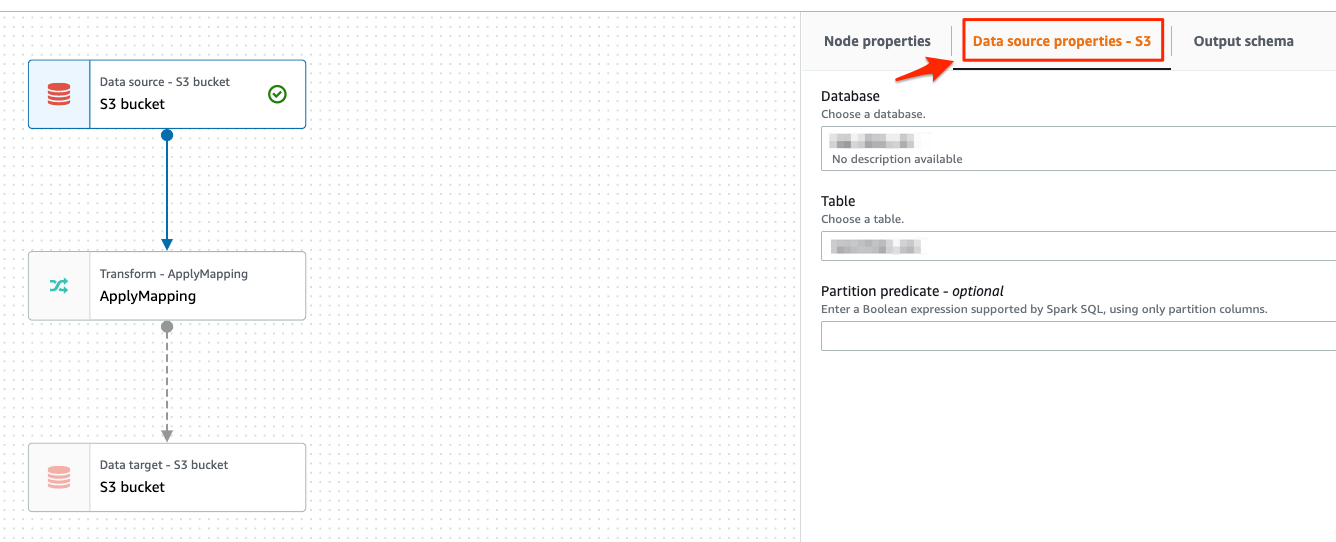 Data source - S3 bucket
S3 bucket
Transform - ApplyMapping
ApplyMapping
Data target - S3 bucket
S3 bucket
Node properties
Data source properties - S3
Output schema
Database
Choose a database.
No description available
Table
Choose a table.
Partition predicate - optional
Enter a Boolean expression supported by Spark SQL, using only partition columns.